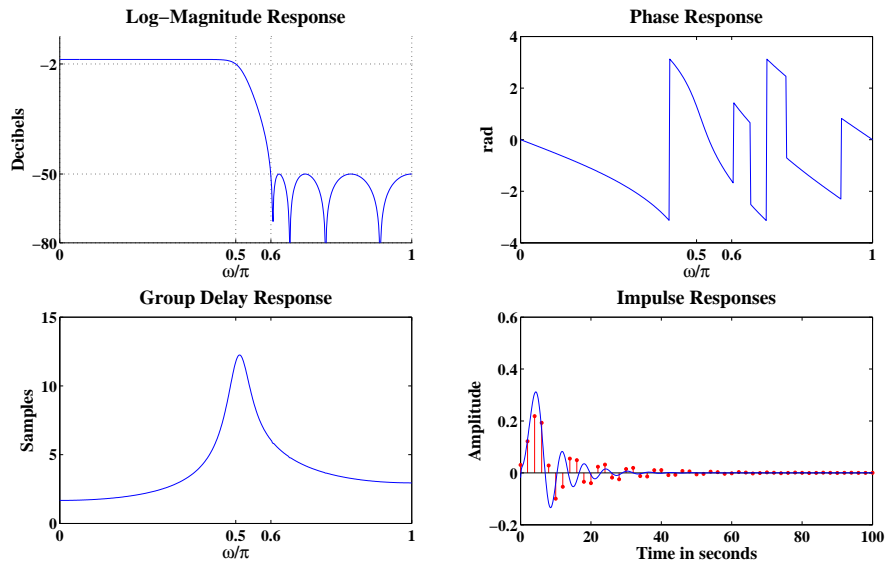 Log−Magnitude Response
Decibels
−2
−50
−80
0
0.5
0.6
1
ω/π
Phase Response
rad
4
2
0
−2
−4
0
0.5
0.6
1
ω/π
Group Delay Response
Samples
15
10
5
0
0
0.5
0.6
1
ω/π
Impulse Responses
Amplitude
0.6
0.4
0.2
0
−0.2
0
20
40
60
80
100
Time in seconds